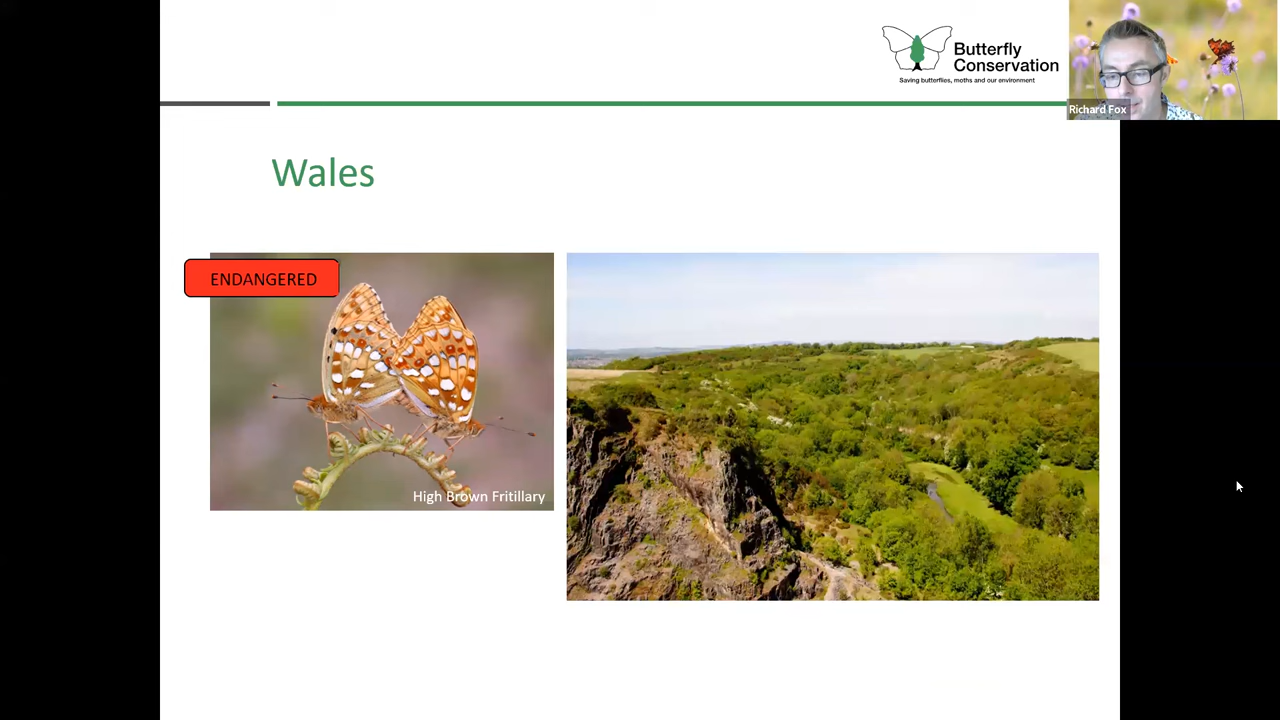 Butterfly
Conservation
Saving butterflies, moths and our environment
Richard Fox
Wales
ENDANGERED
High Brown Fritillary